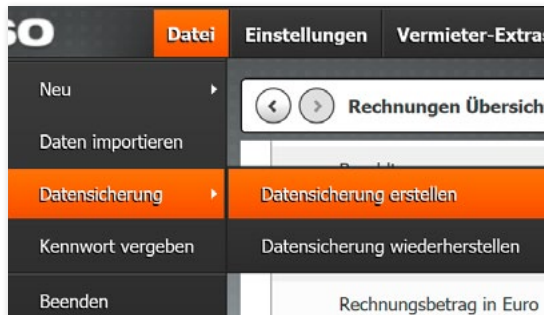 so Datei Einstellungen Vermieter-Extras
Neu
Rechnungen Übersich
Daten importieren
Datensicherung
Datensicherung erstellen
Kennwort vergeben
Datensicherung wiederherstellen
Beenden
Rechnungsbetrag in Euro